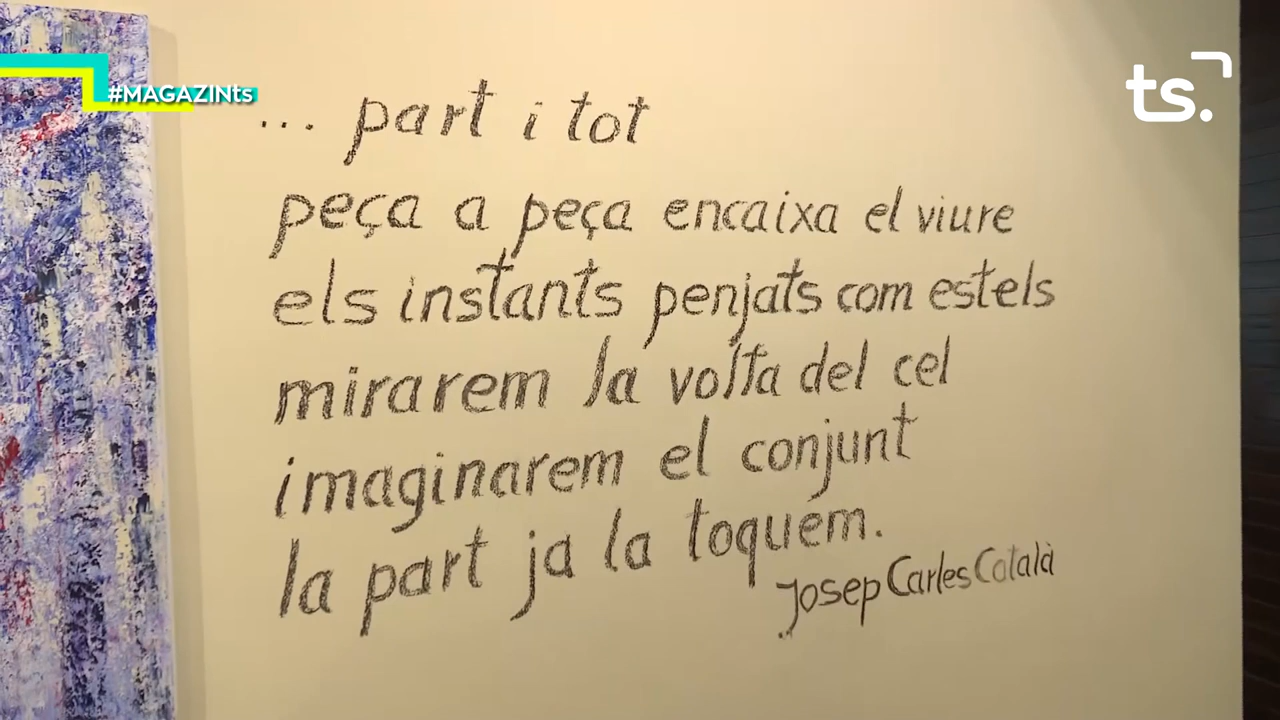 #MAGAZINts
ts.
... part i tot
peça a peça encaixa el viure
els instants penjats com estels
mirarem la volta del cel
imaginarem el conjunt
la part ja la toquem.
Josep Carles Català